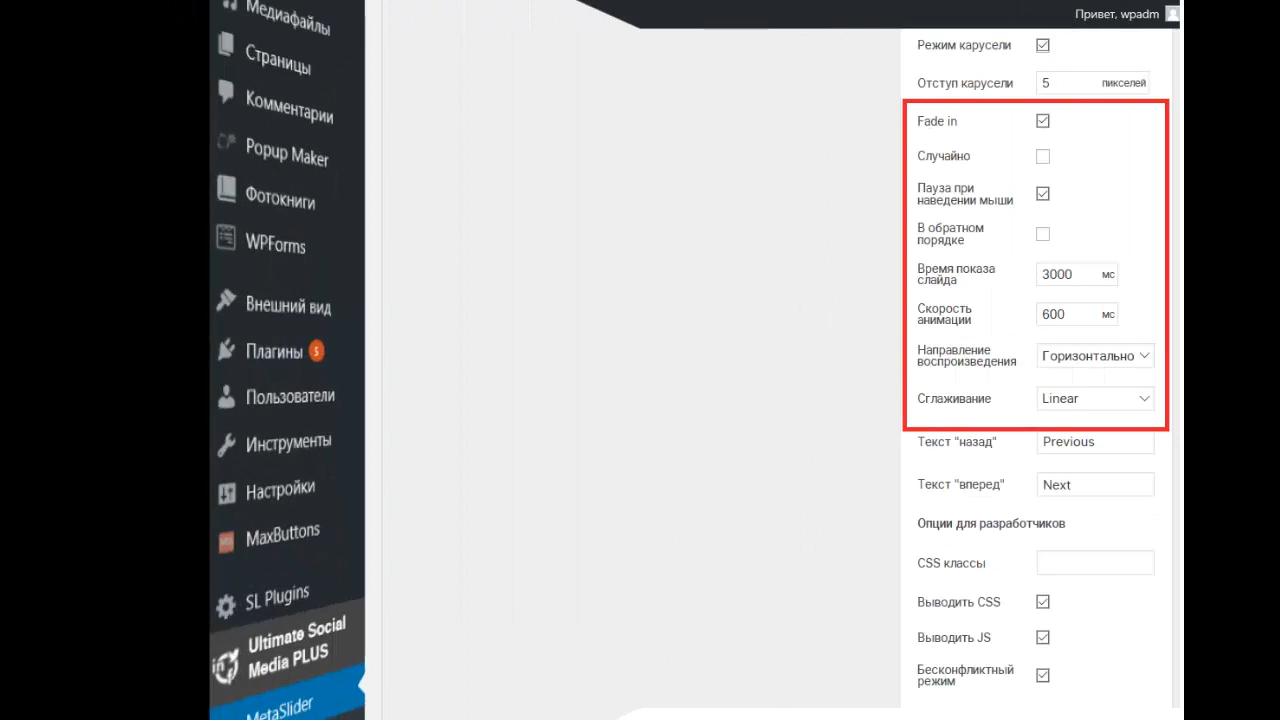 Привет, wpadm
Медиафайлы
Страницы
Комментарии
Popup Maker
Фотокниги
WPForms
Внешний вид
Плагины 5
Пользователи
Инструменты
Настройки
MaxButtons
SL Plugins
Ultimate Social
Media PLUS
MetaSlider
Режим карусели
Отступ карусели 5 пикселей
Fade in
Случайно
Пауза при
наведении мыши
В обратном
порядке
Время показа
слайда
3000 мс
Скорость
анимации
600 мс
Направление
воспроизведения
Горизонтально
Сглаживание Linear
Текст "назад" Previous
Текст "вперед" Next
Опции для разработчиков
CSS классы
Выводить CSS
Выводить JS
Бесконфликтный
режим